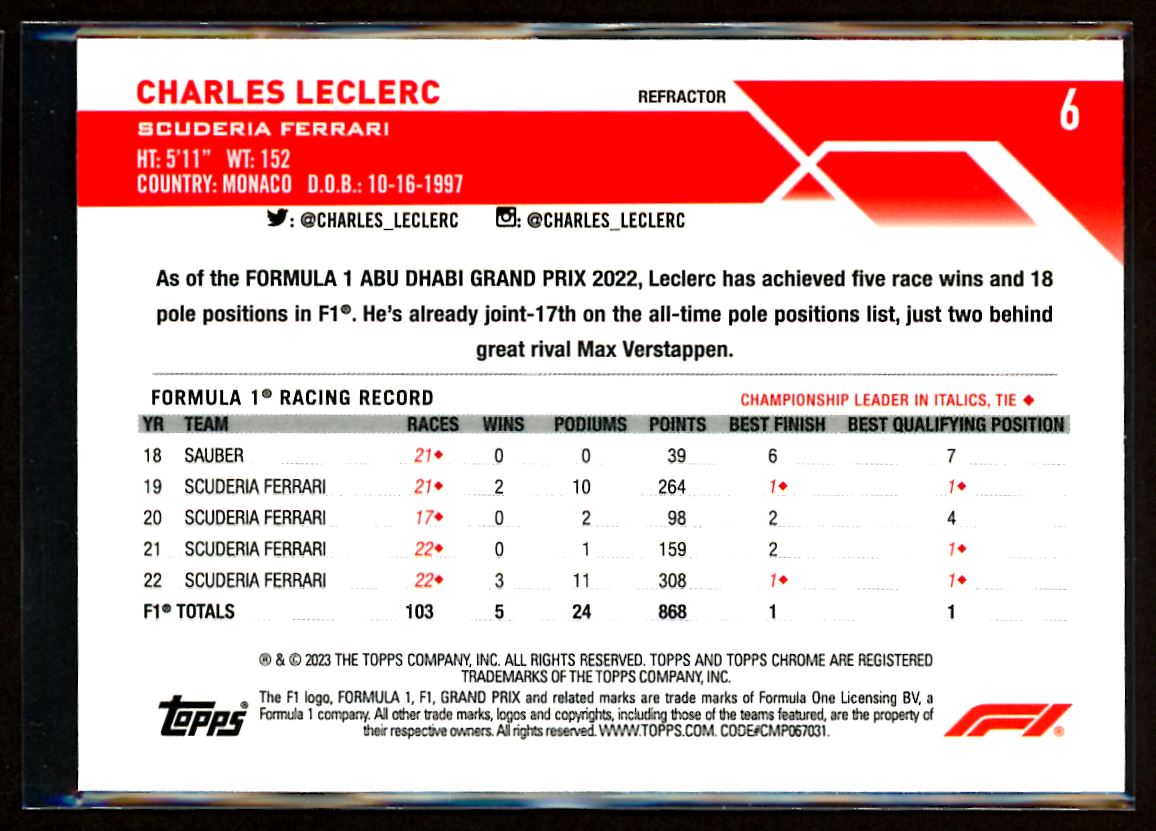 CHARLES LECLERC
REFRACTOR
6
SCUDERIA FERRARI
HT: 5'11" WT: 152
COUNTRY: MONACO D.O.B.: 10-16-1997
: @CHARLES_LECLERC : @CHARLES_LECLERC
As of the FORMULA 1 ABU DHABI GRAND PRIX 2022, Leclerc has achieved five race wins and 18
pole positions in F1®. He's already joint-17th on the all-time pole positions list, just two behind
great rival Max Verstappen.
FORMULA 1® RACING RECORD
CHAMPIONSHIP LEADER IN ITALICS, TIE ♦
YR TEAM RACES WINS PODIUMS POINTS BEST FINISH BEST QUALIFYING POSITION
18 SAUBER 21♦ 0 0 39 6 7
19 SCUDERIA FERRARI 21♦ 2 10 264 1♦ 1♦
20 SCUDERIA FERRARI 17♦ 0 2 98 2 4
21 SCUDERIA FERRARI 22♦ 0 1 159 2 1♦
22 SCUDERIA FERRARI 22♦ 3 11 308 1♦ 1♦
F1® TOTALS 103 5 24 868 1 1
® & © 2023 THE TOPPS COMPANY, INC. ALL RIGHTS RESERVED. TOPPS AND TOPPS CHROME ARE REGISTERED
TRADEMARKS OF THE TOPPS COMPANY, INC.
The F1 logo, FORMULA 1, F1, GRAND PRIX and related marks are trade marks of Formula One Licensing BV, a
Formula 1 company. All other trade marks, logos and copyrights, including those of the teams featured, are the property of
their respective owners. All rights reserved. WWW.TOPPS.COM. CODE#CMP067031.
topps®
F1®